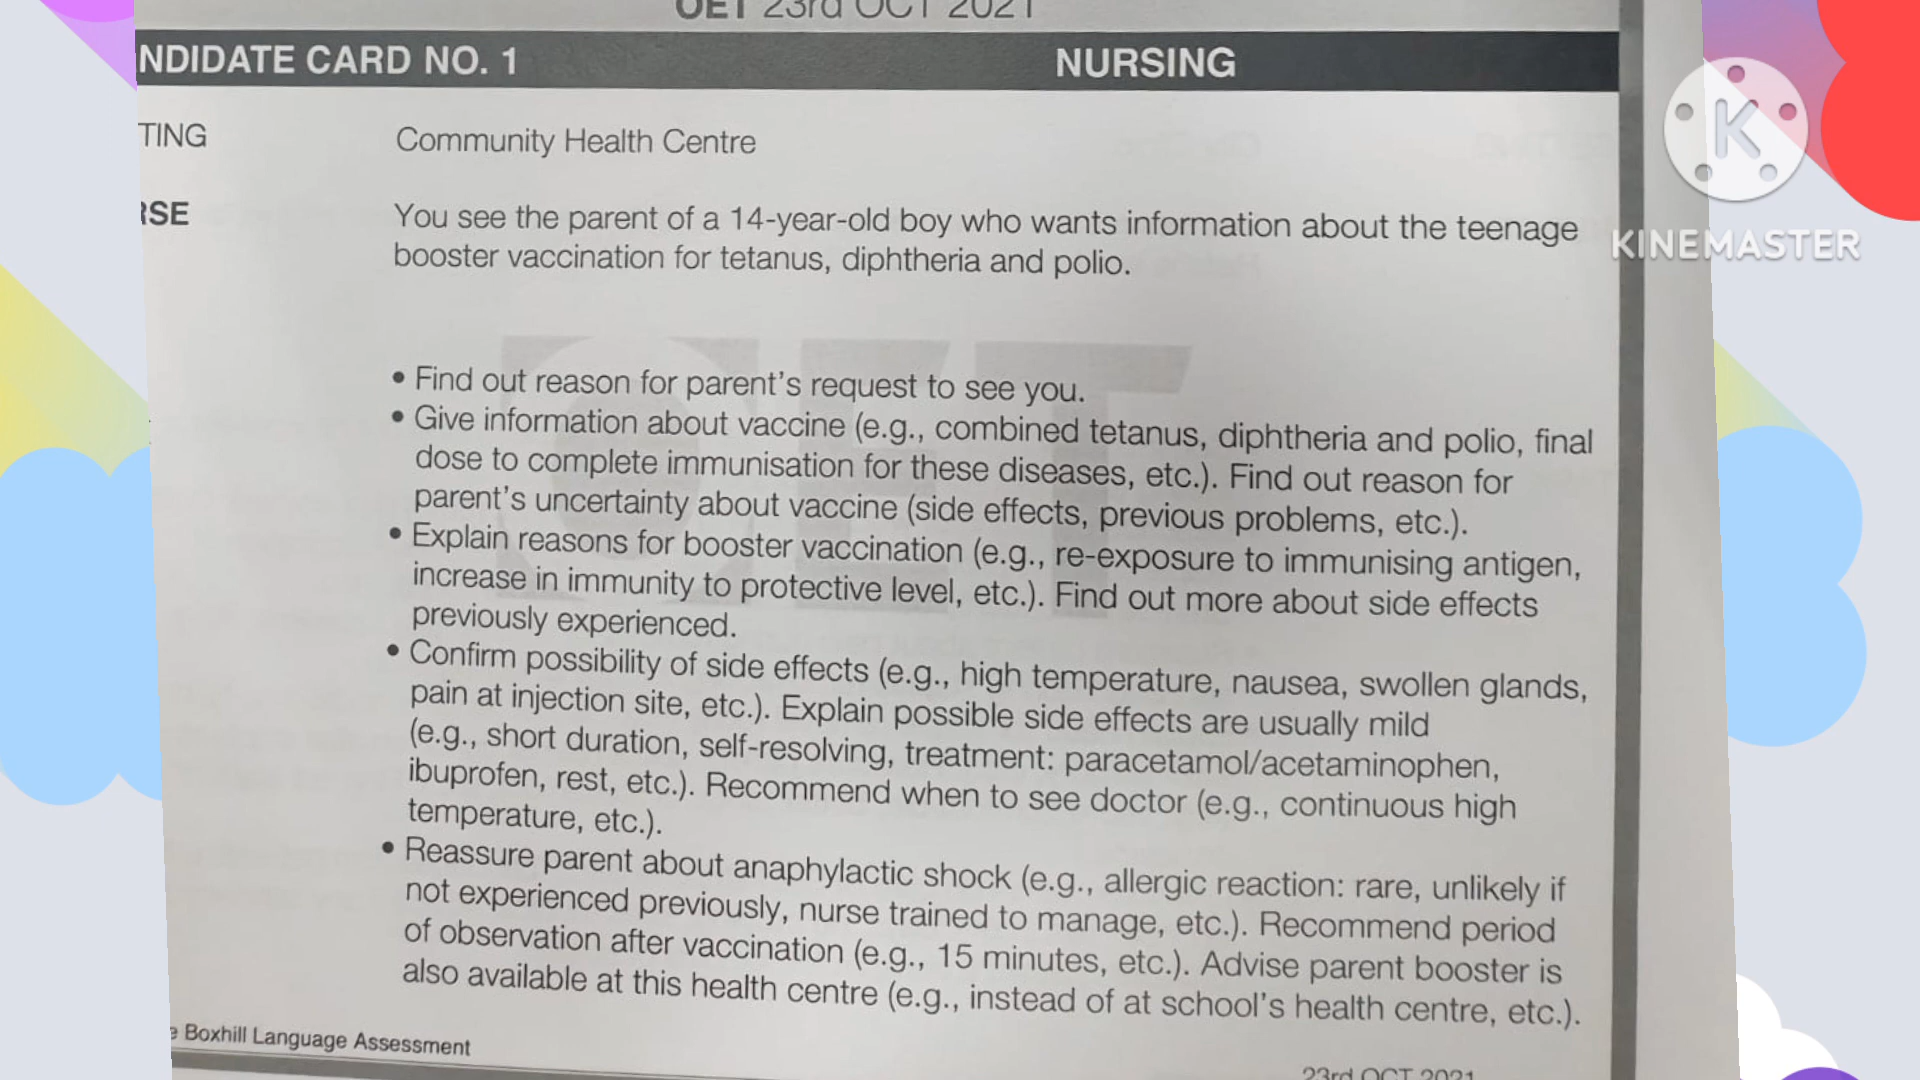 OET 23rd OCT 2021
NDIDATE CARD NO. 1 NURSING
TING Community Health Centre
RSE You see the parent of a 14-year-old boy who wants information about the teenage
booster vaccination for tetanus, diphtheria and polio.
OET
• Find out reason for parent's request to see you.
• Give information about vaccine (e.g., combined tetanus, diphtheria and polio, final
dose to complete immunisation for these diseases, etc.). Find out reason for
parent's uncertainty about vaccine (side effects, previous problems, etc.).
• Explain reasons for booster vaccination (e.g., re-exposure to immunising antigen,
increase in immunity to protective level, etc.). Find out more about side effects
previously experienced.
• Confirm possibility of side effects (e.g., high temperature, nausea, swollen glands,
pain at injection site, etc.). Explain possible side effects are usually mild
(e.g., short duration, self-resolving, treatment: paracetamol/acetaminophen,
ibuprofen, rest, etc.). Recommend when to see doctor (e.g., continuous high
temperature, etc.).
• Reassure parent about anaphylactic shock (e.g., allergic reaction: rare, unlikely if
not experienced previously, nurse trained to manage, etc.). Recommend period
of observation after vaccination (e.g., 15 minutes, etc.). Advise parent booster is
also available at this health centre (e.g., instead of at school's health centre, etc.).
e Boxhill Language Assessment
23rd OCT 2021
K
KINEMASTER